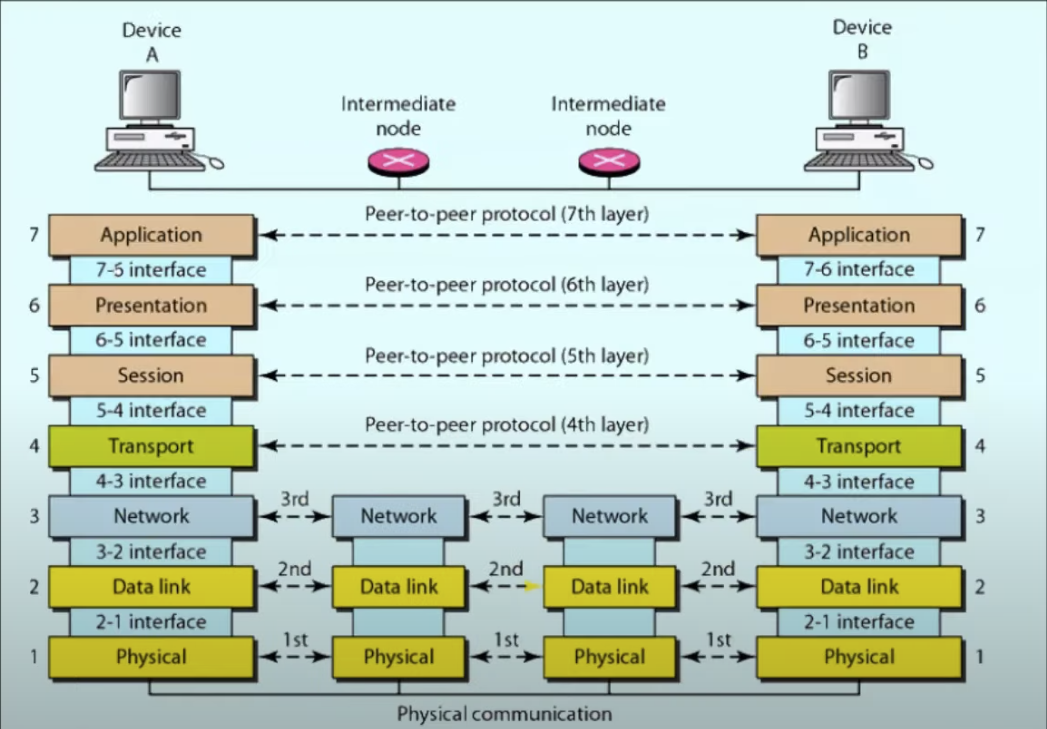 Device
A
Device
B
Intermediate
node
Intermediate
node
Peer-to-peer protocol (7th layer)
7 Application Application 7
7-6 interface 7-6 interface
Peer-to-peer protocol (6th layer)
6 Presentation Presentation 6
6-5 interface 6-5 interface
Peer-to-peer protocol (5th layer)
5 Session Session 5
5-4 interface 5-4 interface
Peer-to-peer protocol (4th layer)
4 Transport Transport 4
4-3 interface 4-3 interface
3rd 3rd 3rd
3 Network Network Network Network 3
3-2 interface 3-2 interface
2nd 2nd 2nd
2 Data link Data link Data link Data link 2
2-1 interface 2-1 interface
1st 1st 1st
1 Physical Physical Physical Physical 1
Physical communication